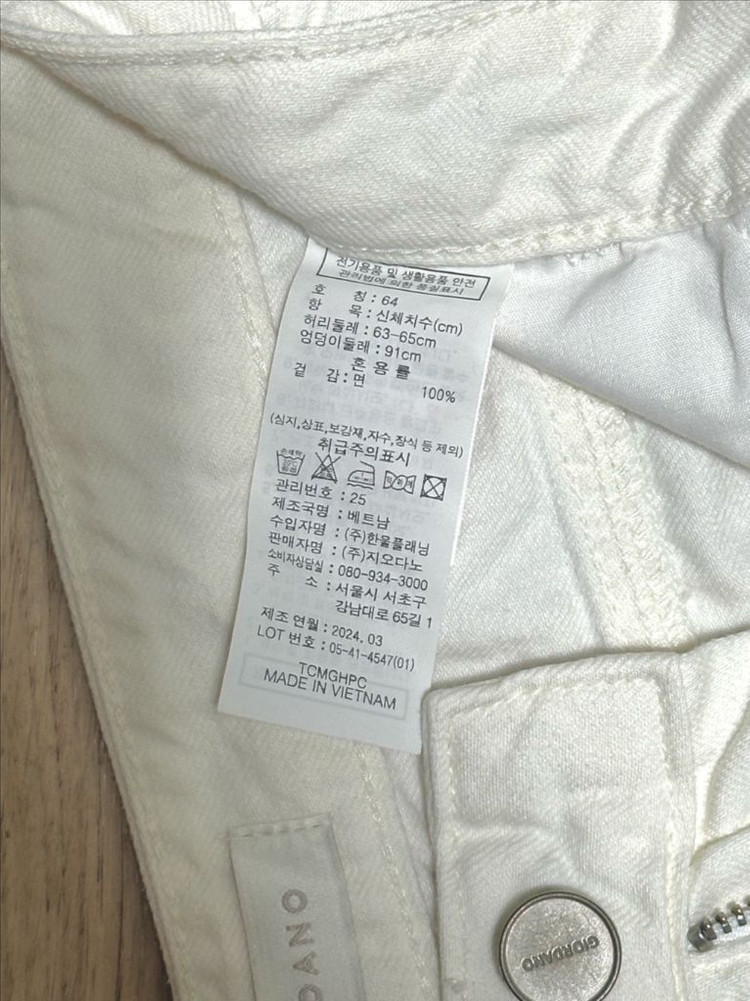 전기용품 및 생활용품 안전
관리법에 의한 품질표시
호 칭 : 64
항 목 : 신체치수(cm)
허리둘레 : 63-65cm
엉덩이둘레 : 91cm
혼 용 률
겉 감 : 면 100%
(심지,상표,보강재,자수,장식 등 제외)
취급주의표시
손세탁
관리번호 : 25
제조국명 : 베트남
수입자명 : (주)한울플래닝
판매자명 : (주)지오다노
소비자상담실 : 080-934-3000
주 소 : 서울시 서초구
강남대로 65길 1
제조 연월 : 2024. 03
LOT 번호 : 05-41-4547(01)
TCMGHPC
MADE IN VIETNAM
DANO
GIORDANO